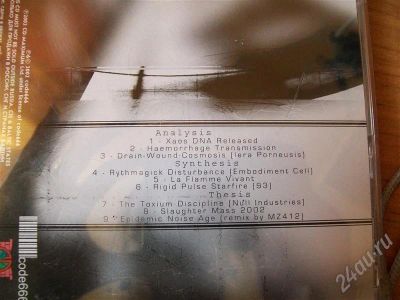 Analysis
1 - Xaos DNA Released
2 - Haemorrhage Transmission
3 - Drain-Wound-Cosmosis [Iera Porneusis]
Synthesis
4 - Rythmagick Disturbance [Embodiment Cell]
5 - La Flamme Vivant
6 - Rigid Pulse Starfire [93]
Thesis
7 - The Toxium Discipline [Null Industries]
8 - Slaughter Mass 2002
9 - Epidemic Noise Age [remix by MZ412]
code666
24au.ru